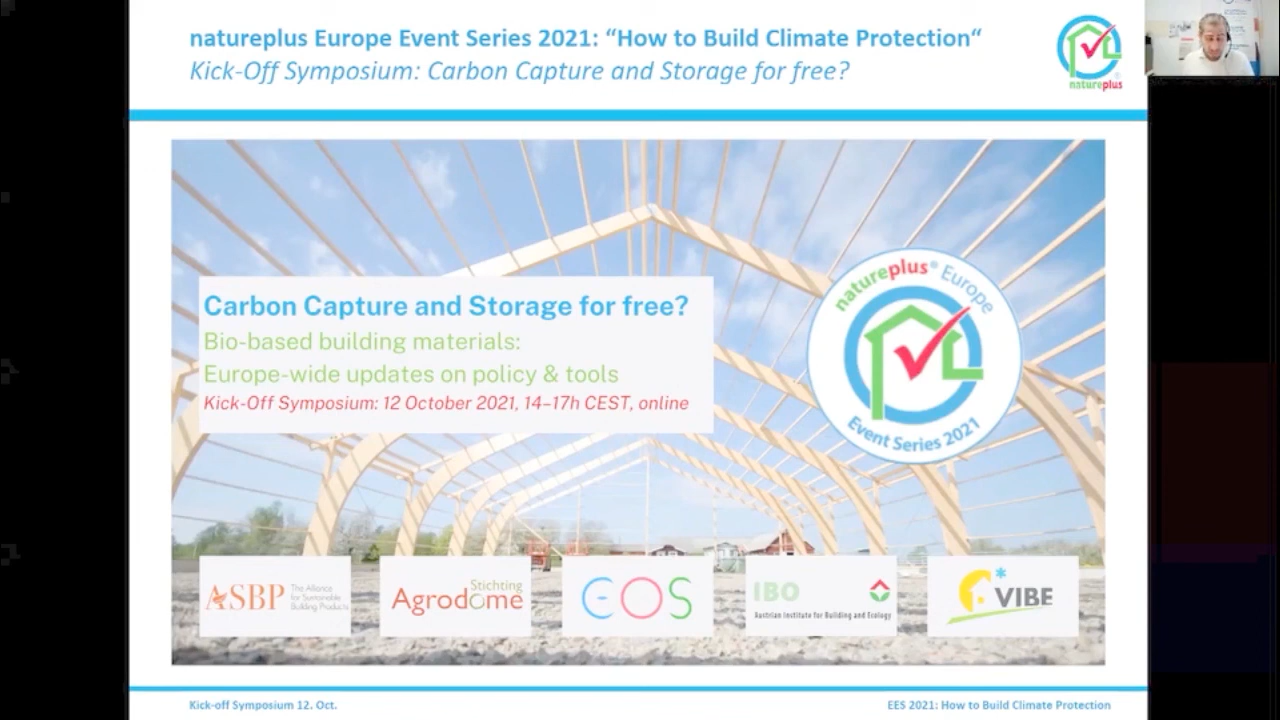 natureplus Europe Event Series 2021: “How to Build Climate Protection“
Kick-Off Symposium: Carbon Capture and Storage for free?
natureplus
Carbon Capture and Storage for free?
Bio-based building materials:
Europe-wide updates on policy & tools
Kick-Off Symposium: 12 October 2021, 14–17h CEST, online
natureplus® Europe
Event Series 2021
ASBP
The Alliance
for Sustainable
Building Products
Stichting
Agrodome
EOS
IBO
Austrian Institute for Building and Ecology
VIBE
Kick-off Symposium 12. Oct.
EES 2021: How to Build Climate Protection